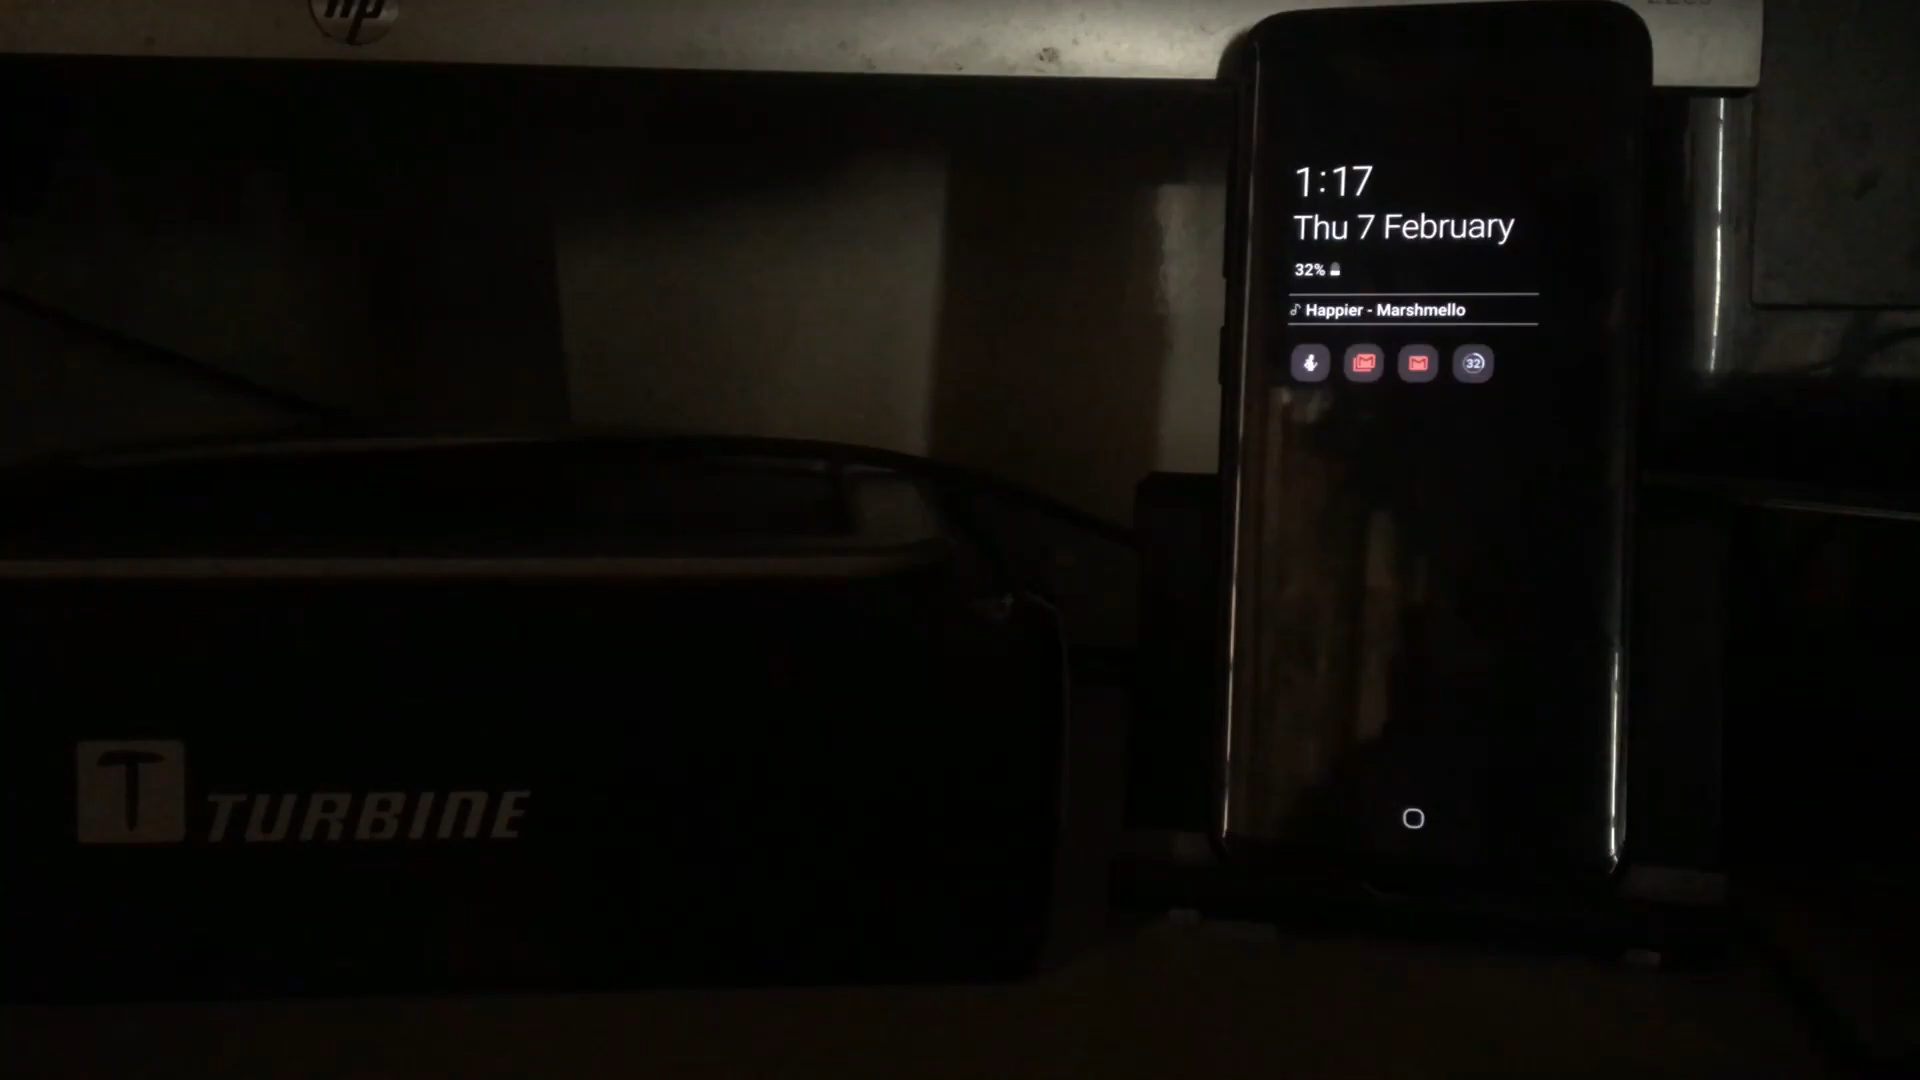 hp
1:17
Thu 7 February
32%
Happier - Marshmello
32
T TURBINE